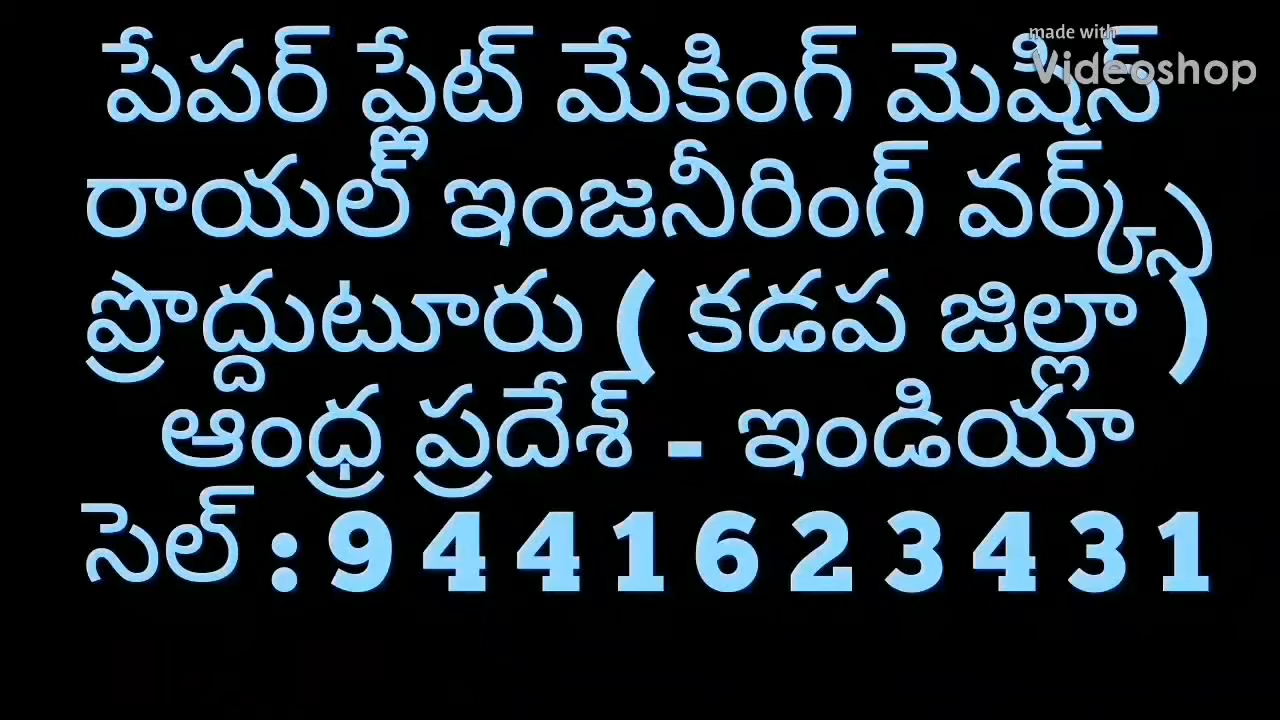 made with
Videoshop
పేపర్ ప్లేట్ మేకింగ్ మెషిన్
రాయల్ ఇంజనీరింగ్ వర్క్స్
ప్రొద్దుటూరు ( కడప జిల్లా )
ఆంధ్ర ప్రదేశ్ - ఇండియా
సెల్ : 9 4 4 1 6 2 3 4 3 1